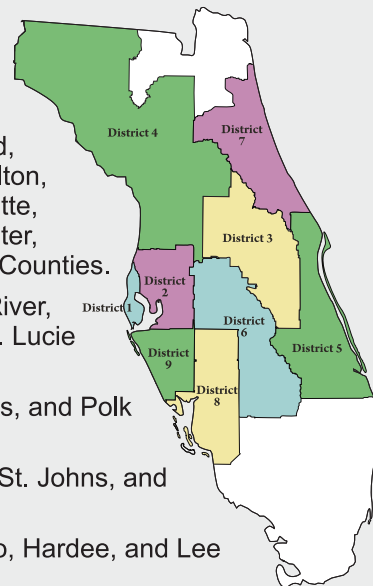 d,
lton,
tte,
ter,
Counties.
River,
. Lucie
s, and Polk
St. Johns, and
o, Hardee, and Lee
District 4
District
7
District 3
District 1
District
2
District
6
District 5
District
9
District
8